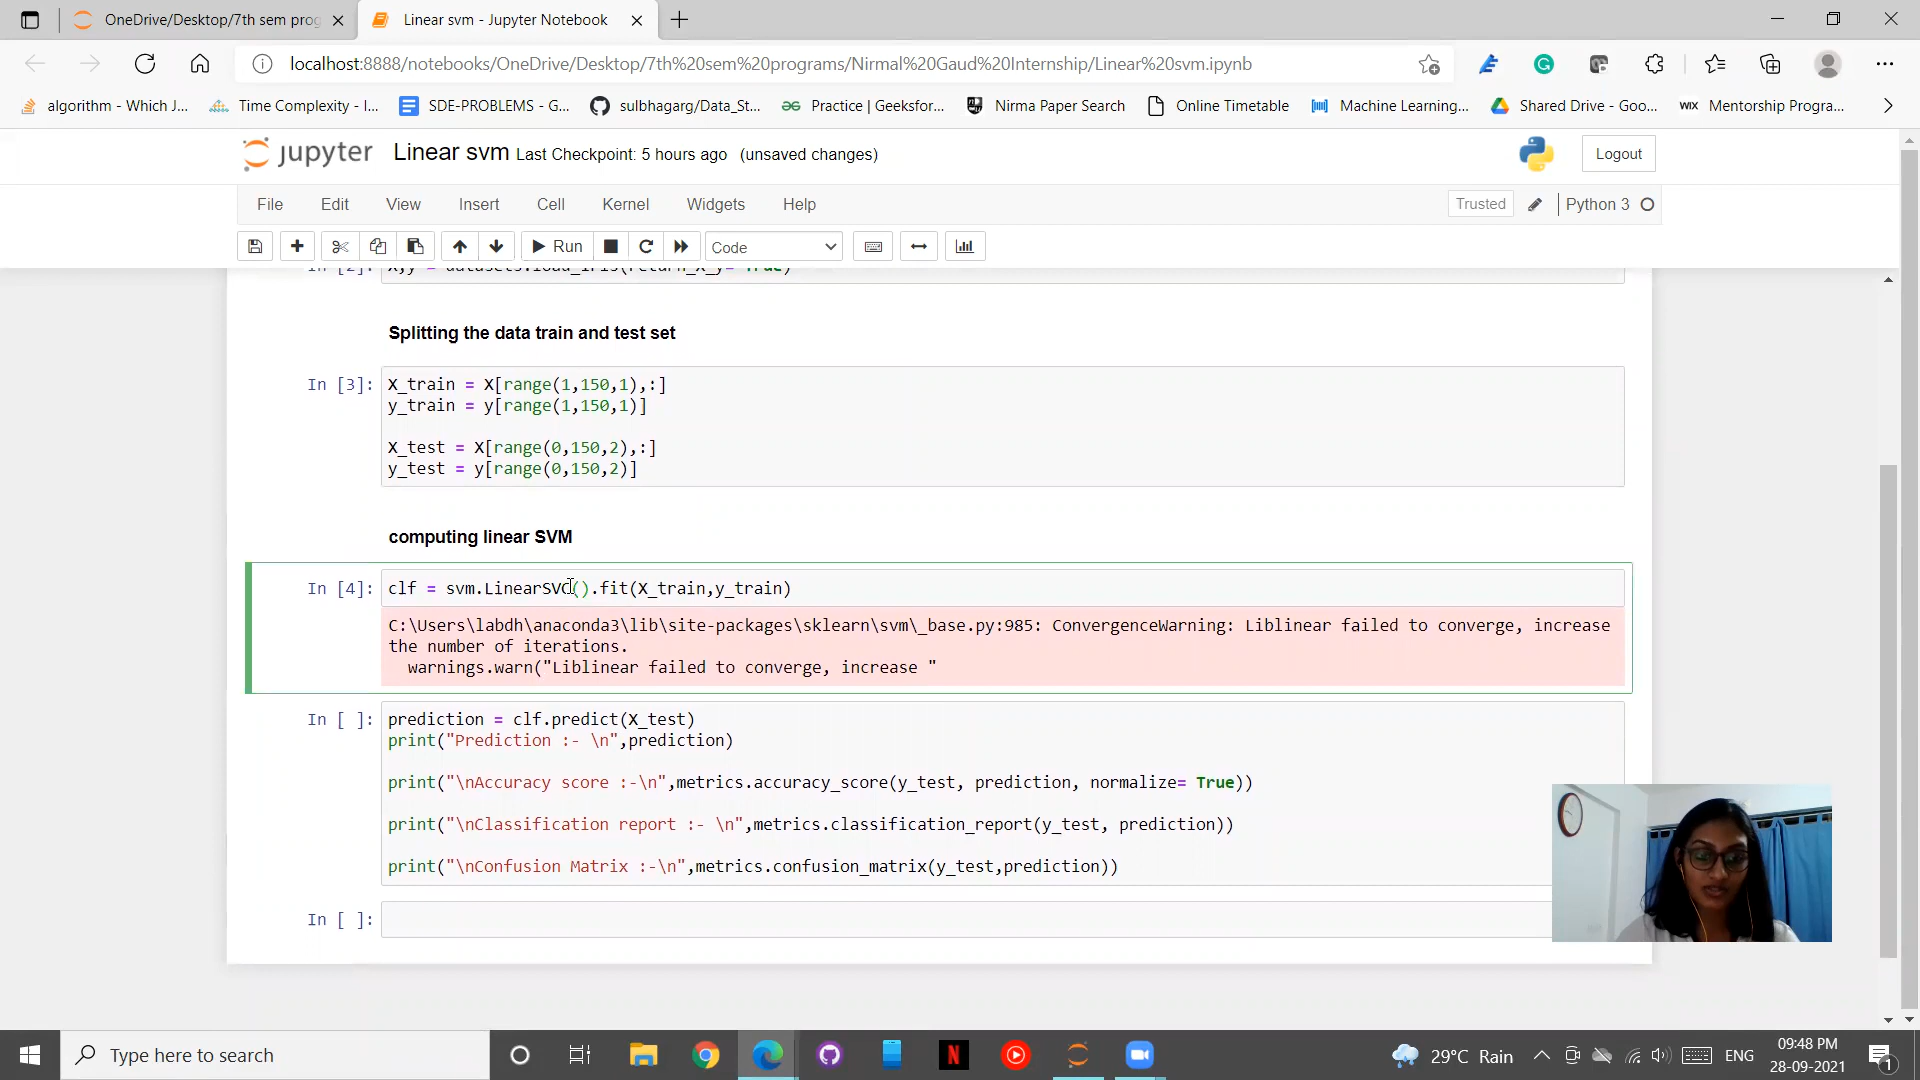 OneDrive/Desktop/7th sem prog
Linear svm - Jupyter Notebook
localhost:8888/notebooks/OneDrive/Desktop/7th%20sem%20programs/Nirmal%20Gaud%20Internship/Linear%20svm.ipynb
algorithm - Which J...
Time Complexity - I...
SDE-PROBLEMS - G...
sulbhagarg/Data_St...
Practice | Geeksfor...
Nirma Paper Search
Online Timetable
Machine Learning...
Shared Drive - Goo...
WIX Mentorship Progra...
jupyter Linear svm Last Checkpoint: 5 hours ago (unsaved changes)
Logout
File Edit View Insert Cell Kernel Widgets Help
Trusted
Python 3
Run
Code
In [2]: X,y = datasets.load_iris(return_X_y= True)
Splitting the data train and test set
In [3]: X_train = X[range(1,150,1),:]
y_train = y[range(1,150,1)]
X_test = X[range(0,150,2),:]
y_test = y[range(0,150,2)]
computing linear SVM
In [4]: clf = svm.LinearSVC().fit(X_train,y_train)
C:\Users\labdh\anaconda3\lib\site-packages\sklearn\svm\_base.py:985: ConvergenceWarning: Liblinear failed to converge, increase
the number of iterations.
warnings.warn("Liblinear failed to converge, increase "
In [ ]: prediction = clf.predict(X_test)
print("Prediction :- \n",prediction)
print("\nAccuracy score :-\n",metrics.accuracy_score(y_test, prediction, normalize= True))
print("\nClassification report :- \n",metrics.classification_report(y_test, prediction))
print("\nConfusion Matrix :-\n",metrics.confusion_matrix(y_test,prediction))
In [ ]:
Type here to search
N
29°C Rain
ENG
09:48 PM
28-09-2021
1